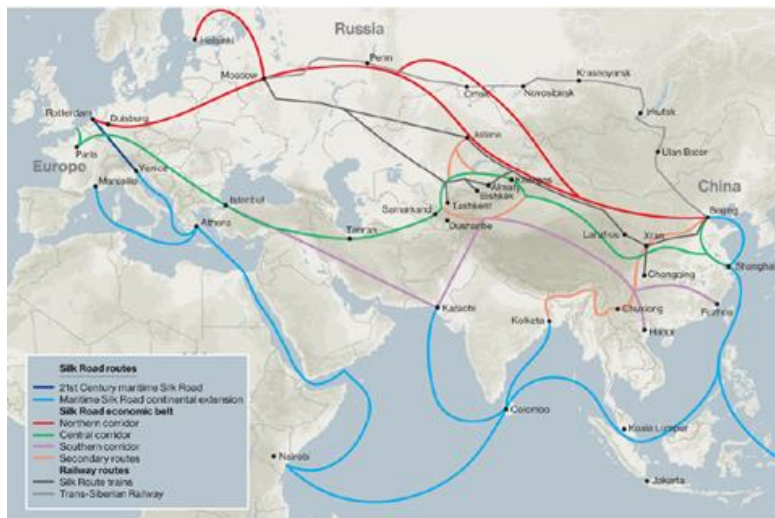 Russia
Helsinki
Perm
Moscow
Krasnoyarsk
Omsk
Novosibirsk
Rotterdam
Duisburg
Irkutsk
Astana
Paris
Ulan Bator
Europo
Venice
Khorgos
China
Marseille
Almaty
Bishkek
Istanbul
Tashkent
Beijing
Samarkand
Athens
Dushanbe
Lanzhou
Xi'an
Tehran
Shanghai
Chongqing
Karachi
Kolkata
Chuxiong
Fuzhou
Hanoi
Silk Road routes
21st Century maritime Silk Road
Maritime Silk Road continental extension
Silk Road economic belt
Northern corridor
Central corridor
Southern corridor
Secondary routes
Railway routes
Silk Route trains
Trans-Siberian Railway
Colombo
Kuala Lumpur
Nairobi
Jakarta